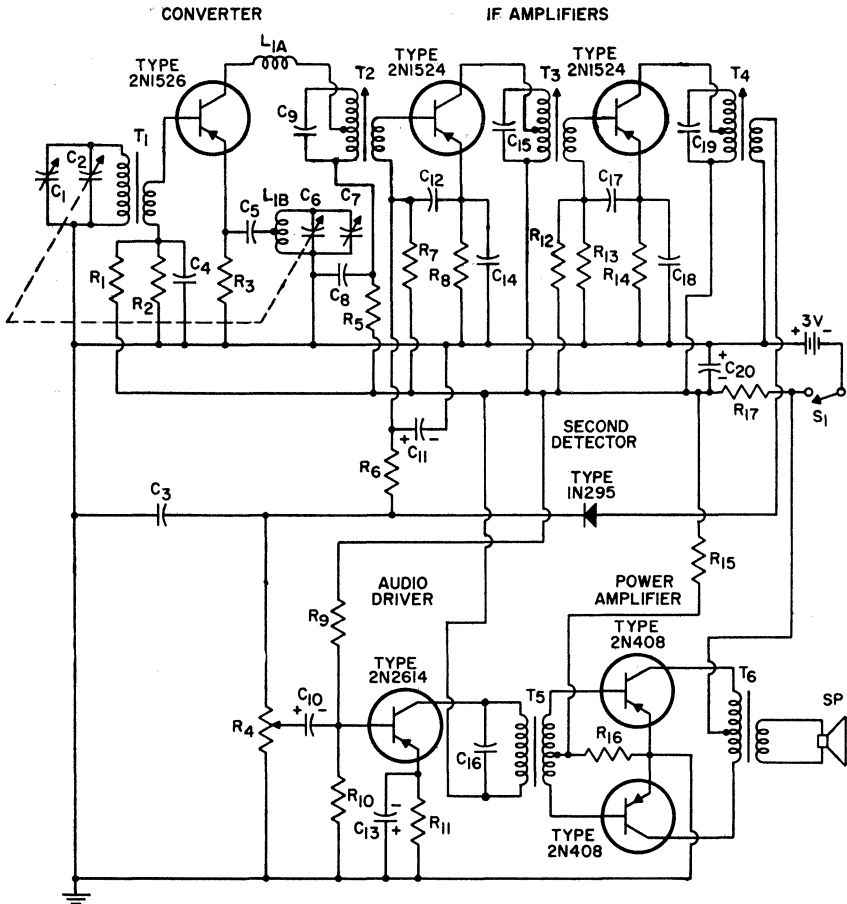 CONVERTER
IF AMPLIFIERS
L1A
TYPE
2N1526
T2
TYPE
2N1524
T3
TYPE
2N1524
T4
C9
C15
C19
T1
C2
C1
L1B
C6
C7
C5
C12
C17
R1
R2
C4
R3
C8
R5
R7
R8
C14
R12
R13
R14
C18
+ 3V -
+
C20
-
R17
S1
+ -
C11
SECOND
DETECTOR
R6
TYPE
1N295
C3
R15
AUDIO
DRIVER
POWER
AMPLIFIER
R9
TYPE
2N2614
TYPE
2N408
C10
+ -
R4
T5
T6
SP
C16
R16
R10
-
C13
+
R11
TYPE
2N408